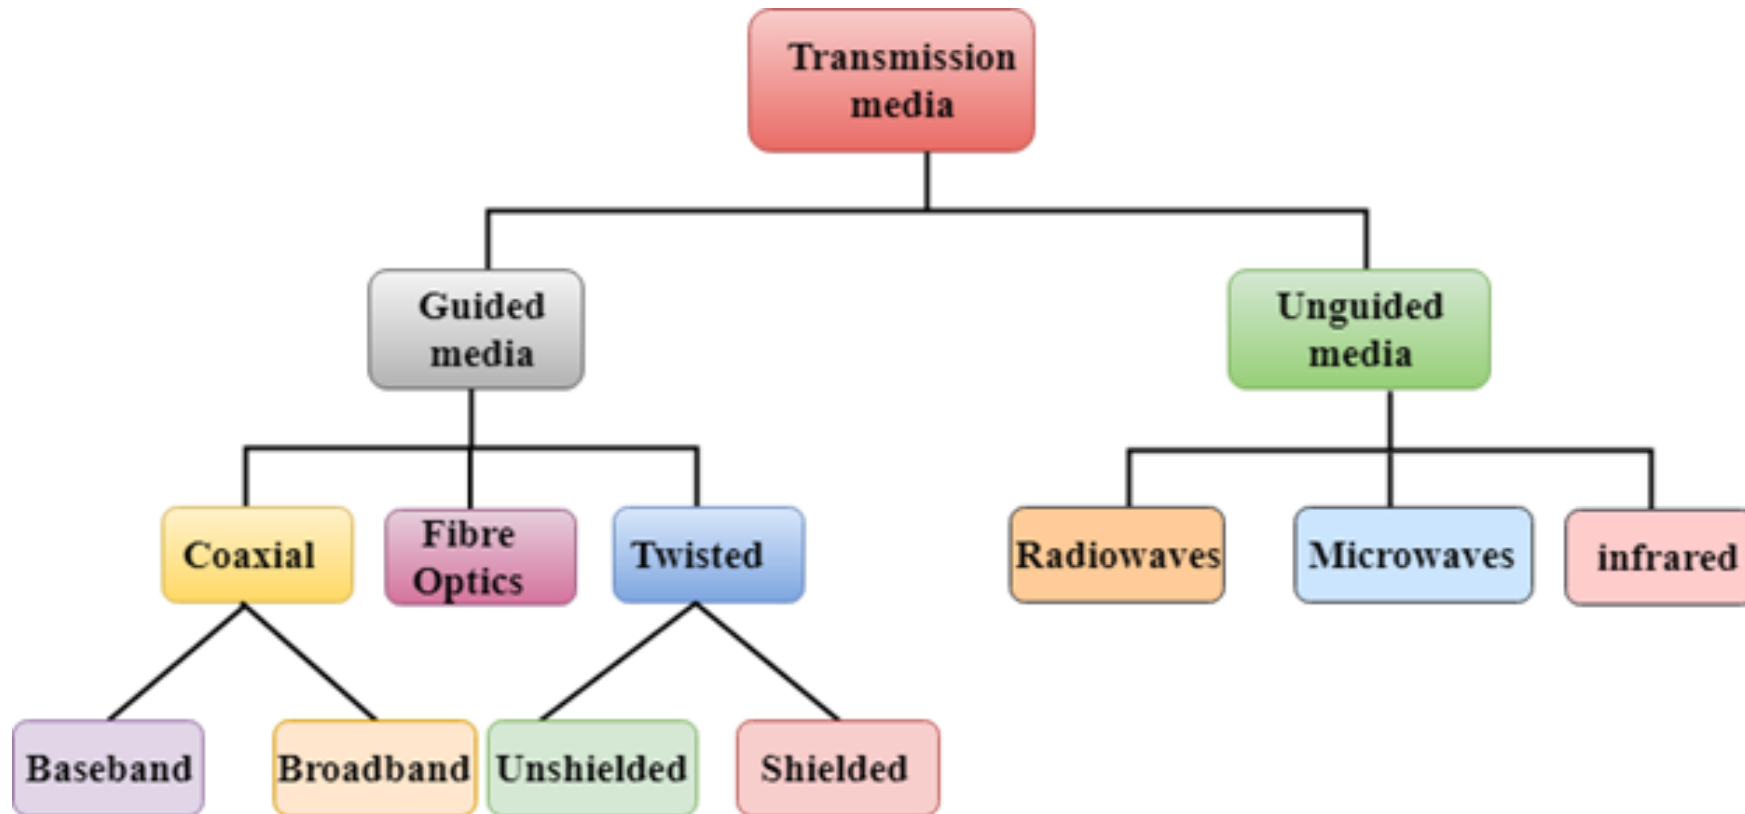 Transmission
media
Guided
media
Unguided
media
Coaxial
Fibre
Optics
Twisted
Radiowaves
Microwaves
infrared
Baseband
Broadband
Unshielded
Shielded